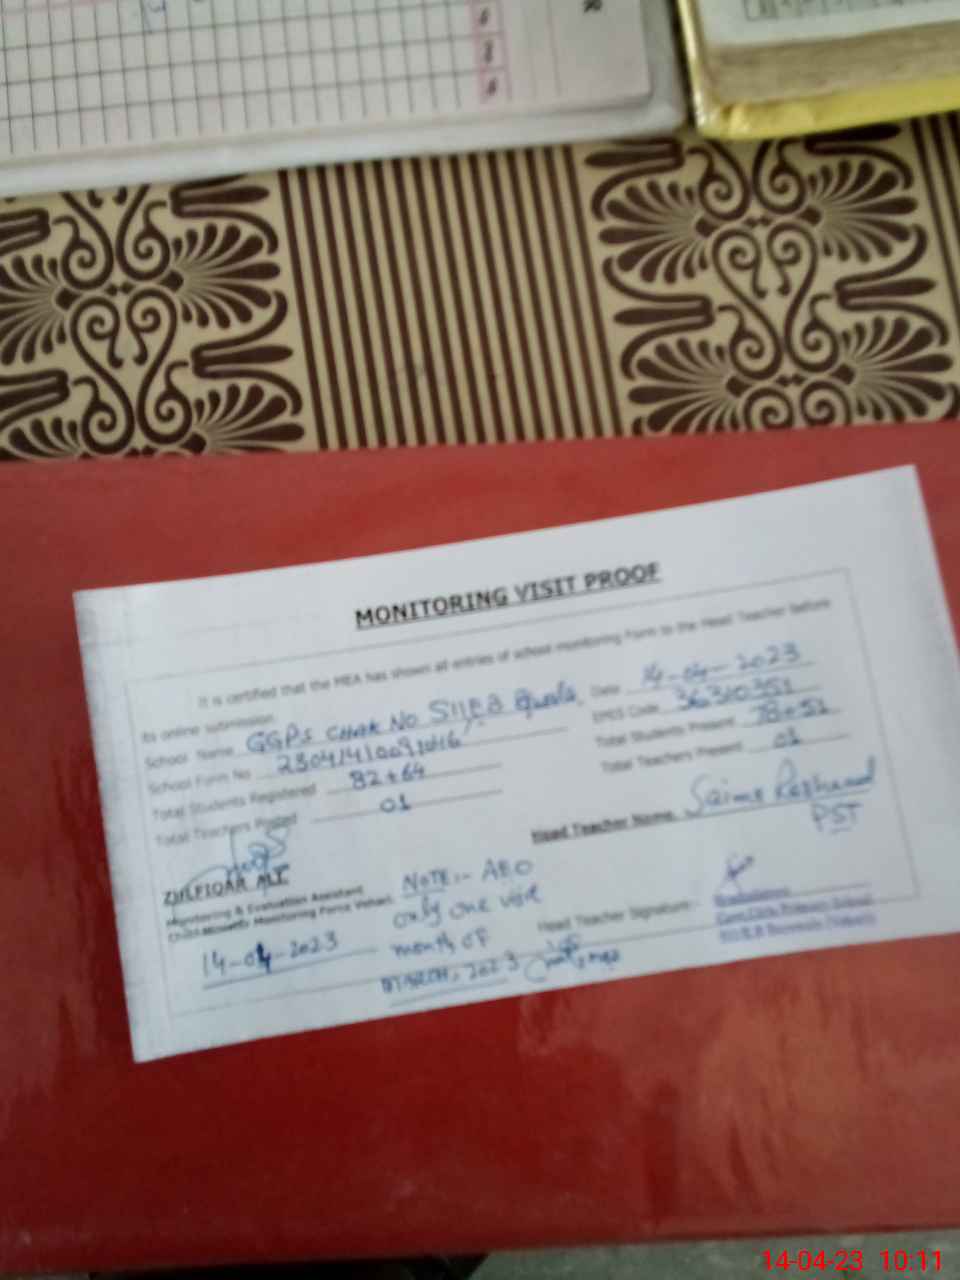 MONITORING VISIT PROOF
It is certified that the MEA has shown all entries of school monitoring Form to the Head Teacher before
its online submission.
Date 14-04-2023
School Name GGPS CHAK NO 511EB
EMIS Code 36310351
School Form No
Total Students Present 78+51
Total Students Registered 82+64
Total Teachers Present 01
Total Teachers Posted 01
Head Teacher Name Saima
PST
ZULFIQAR ALI
Monitoring & Evaluation Assistant
Monitoring Force Vehari
14-04-2023
NOTE:- AEO
only one visit
month of
MARCH, 2023
Head Teacher Signature
14-04-23 10:11